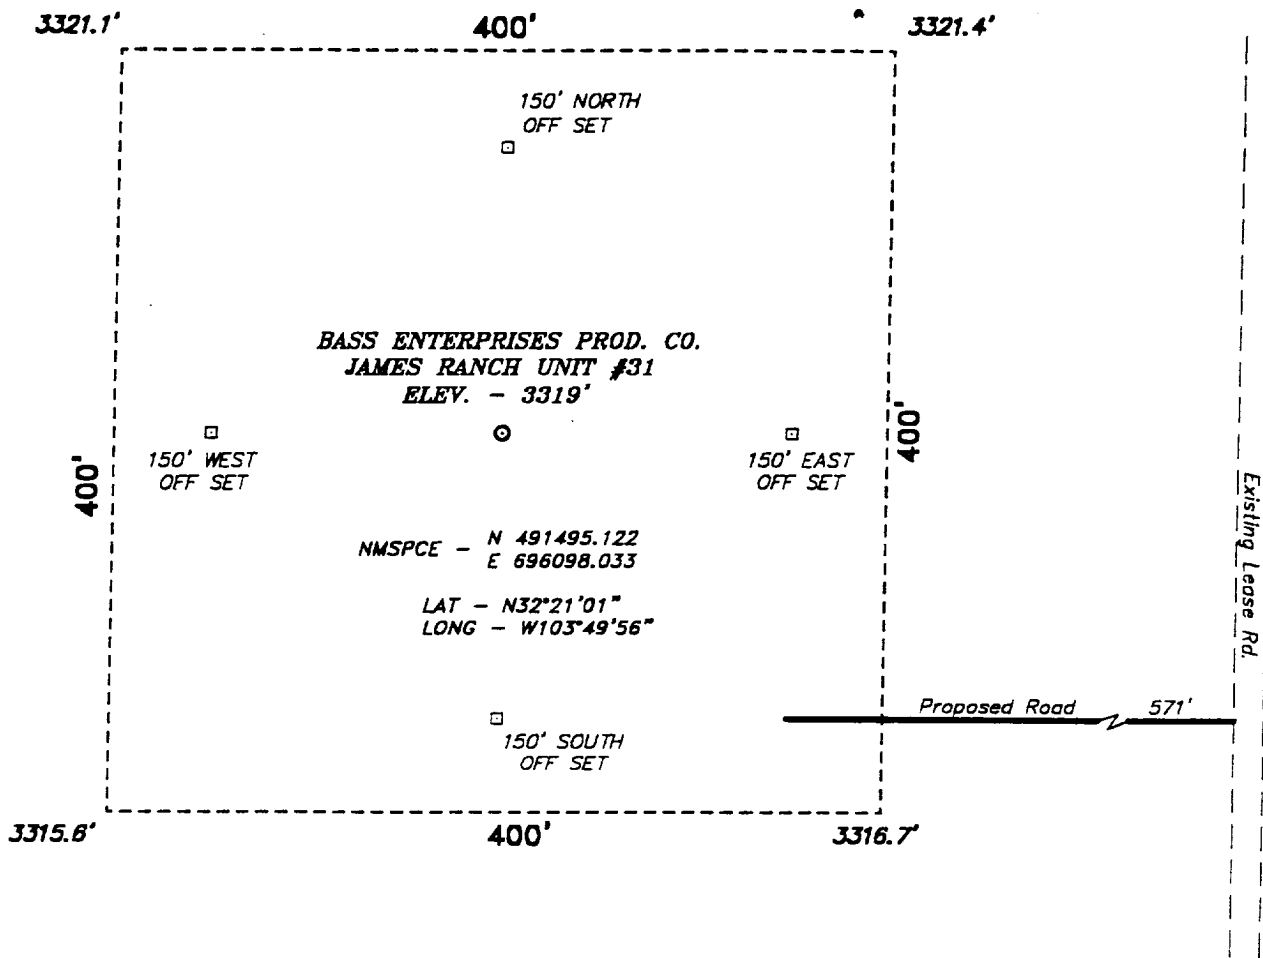 3321.1'
400'
3321.4'
150' NORTH
OFF SET
BASS ENTERPRISES PROD. CO.
JAMES RANCH UNIT #31
ELEV. - 3319'
400'
150' WEST
OFF SET
150' EAST
OFF SET
400'
Existing Lease Rd.
NMSPCE - N 491495.122
E 696098.033
LAT - N32°21'01"
LONG - W103°49'56"
Proposed Road 571'
150' SOUTH
OFF SET
3315.6'
400'
3316.7'